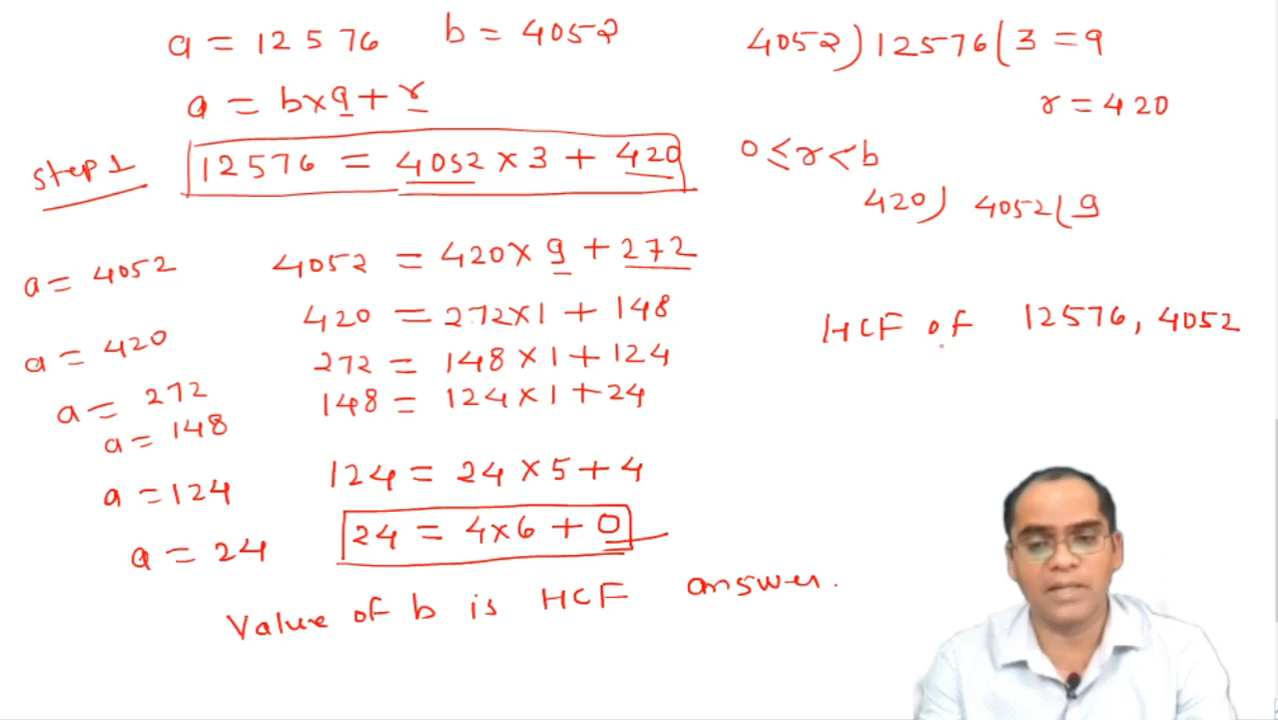 a = 12576 b = 4052
a = b×q + r
step 1 12576 = 4052 × 3 + 420
a = 4052 4052 = 420 × 9 + 272
a = 420 420 = 272×1 + 148
a = 272 272 = 148 × 1 + 124
a = 148 148 = 124×1 + 24
a = 124 124 = 24 × 5 + 4
a = 24 24 = 4×6 + 0
Value of b is HCF answer.
4052) 12576 (3 = q
r = 420
0 ≤ r < b
420) 4052 (9
HCF of 12576, 4052